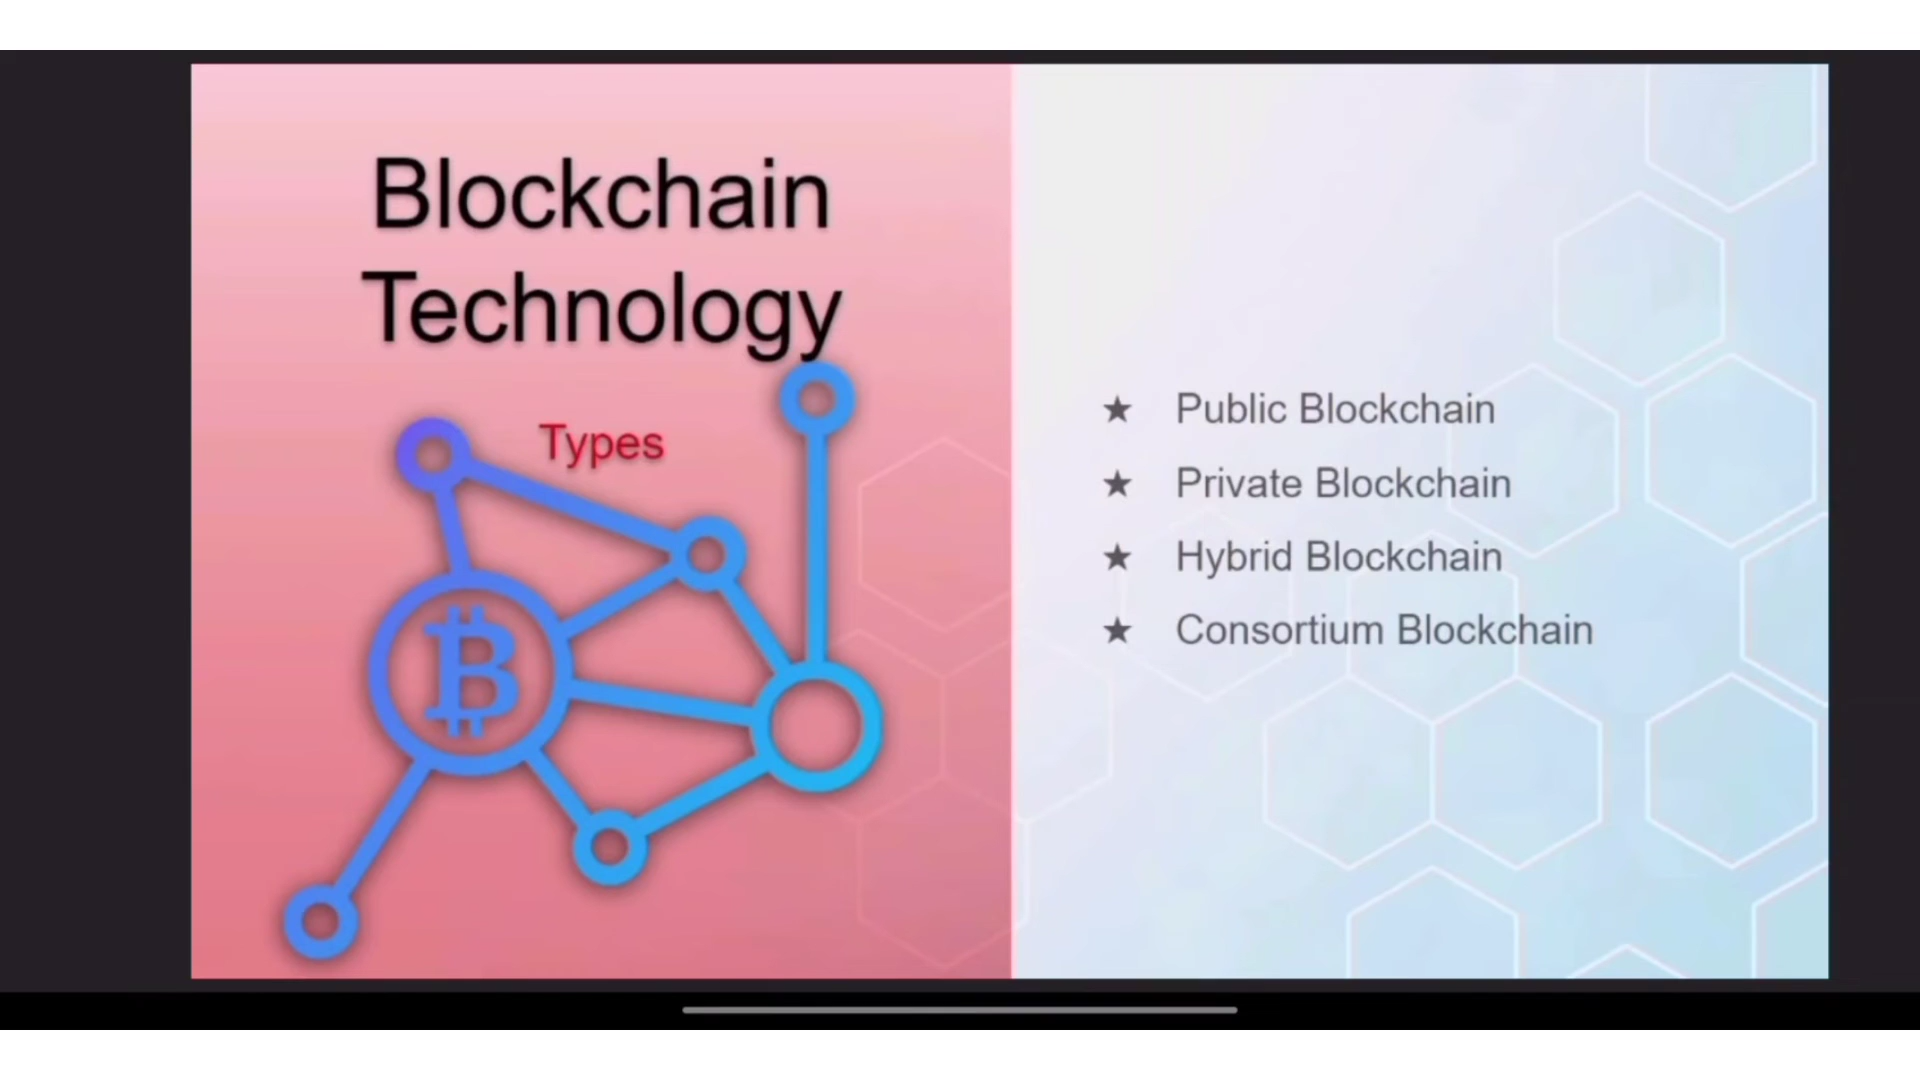 Blockchain
Technology
Types
★ Public Blockchain
★ Private Blockchain
★ Hybrid Blockchain
★ Consortium Blockchain